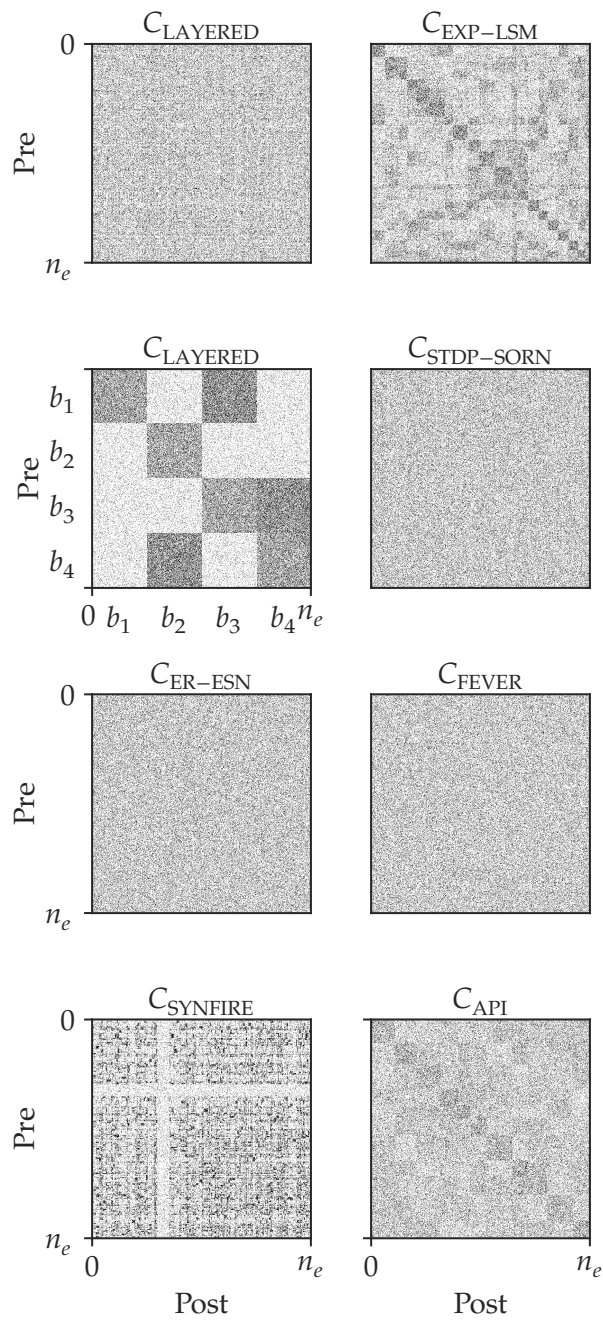 C_LAYERED C_EXP−LSM
0
Pre
n_e
C_LAYERED C_STDP−SORN
b_1
b_2
b_3
b_4
Pre
0 b_1 b_2 b_3 b_4 n_e
C_ER−ESN C_FEVER
0
Pre
n_e
C_SYNFIRE C_API
0
Pre
n_e
0 n_e 0 n_e
Post Post